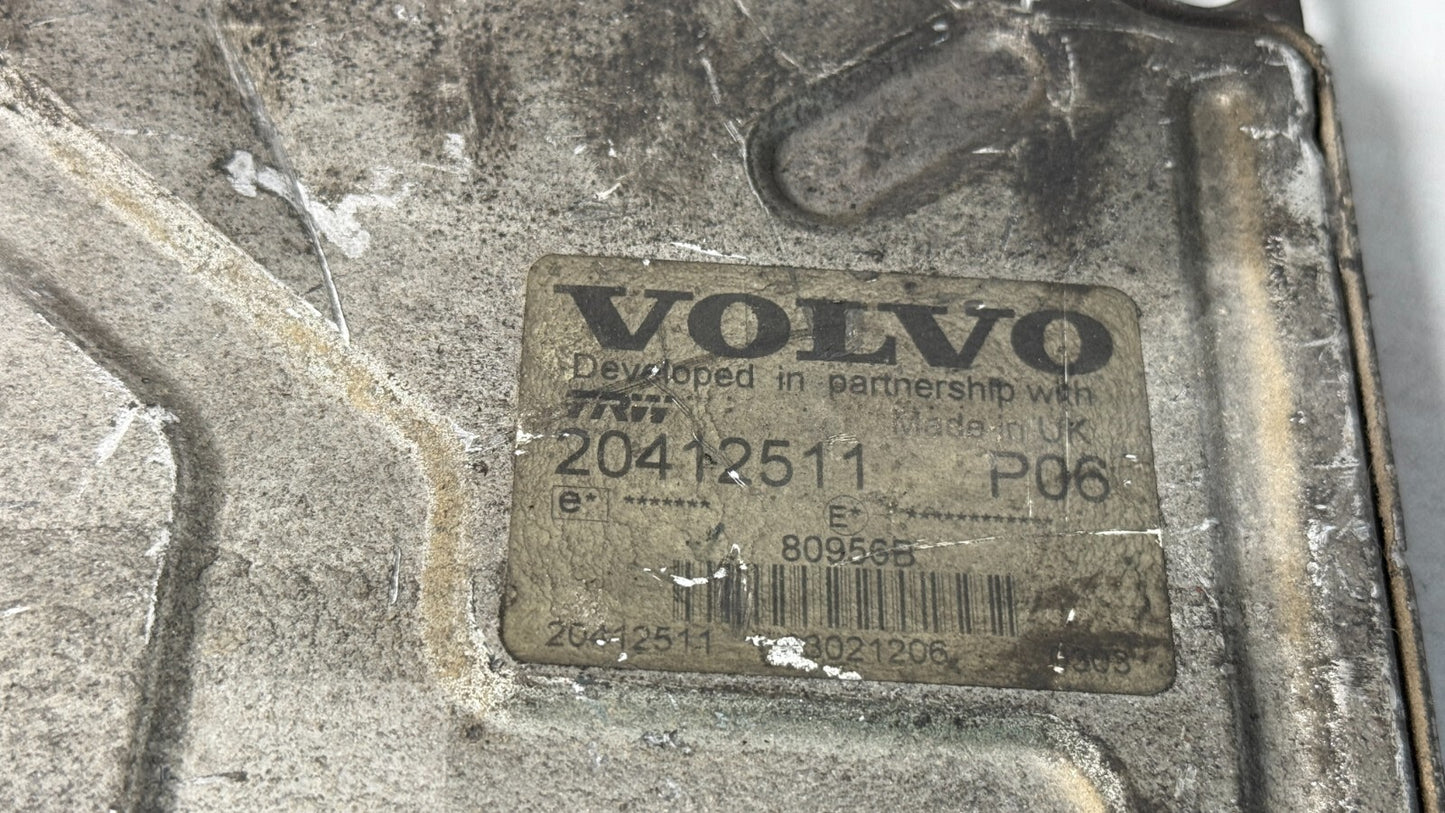 VOLVO
Developed in partnership with
TRW
Made in UK
20412511 P06
e* ******* E* *************
80956B
20412511 3021206